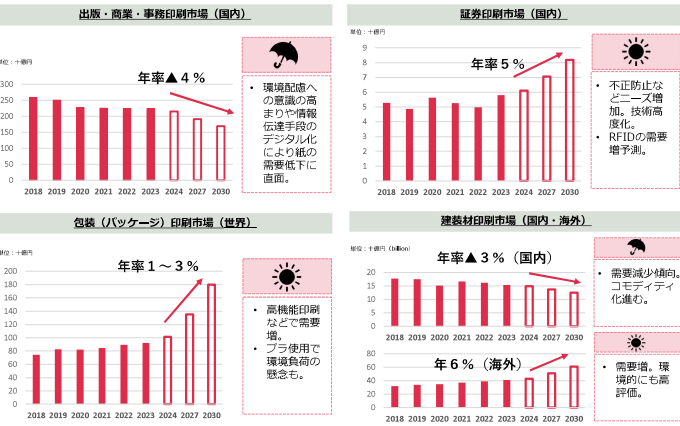 出版・商業・事務印刷市場（国内）
単位：十億円
年率▲４％
300
250
200
150
100
50
0
2018 2019 2020 2021 2022 2023 2024 2027 2030
• 環境配慮へ
の意識の高
まりや情報
伝達手段の
デジタル化
により紙の
需要低下に
直面。
証券印刷市場（国内）
単位：十億円
年率５％
9
8
7
6
5
4
3
2
1
0
2018 2019 2020 2021 2022 2023 2024 2027 2030
• 不正防止な
どニーズ増
加。技術高
度化。
• RFIDの需要
増予測。
包装（パッケージ）印刷市場（世界）
単位：十億円
年率１～３％
200
180
160
140
120
100
80
60
40
20
0
2018 2019 2020 2021 2022 2023 2024 2027 2030
• 高機能印刷
などで需要
増。
• プラ使用で
環境負荷の
懸念も。
建装材印刷市場（国内・海外）
単位：十億円（billion）
年率▲３％（国内）
20
15
10
5
0
2018 2019 2020 2021 2022 2023 2024 2027 2030
• 需要減少傾向。
コモディティ
化進む。
年６％（海外）
80
60
40
20
0
2018 2019 2020 2021 2022 2023 2024 2027 2030
• 需要増。環
境的にも高
評価。